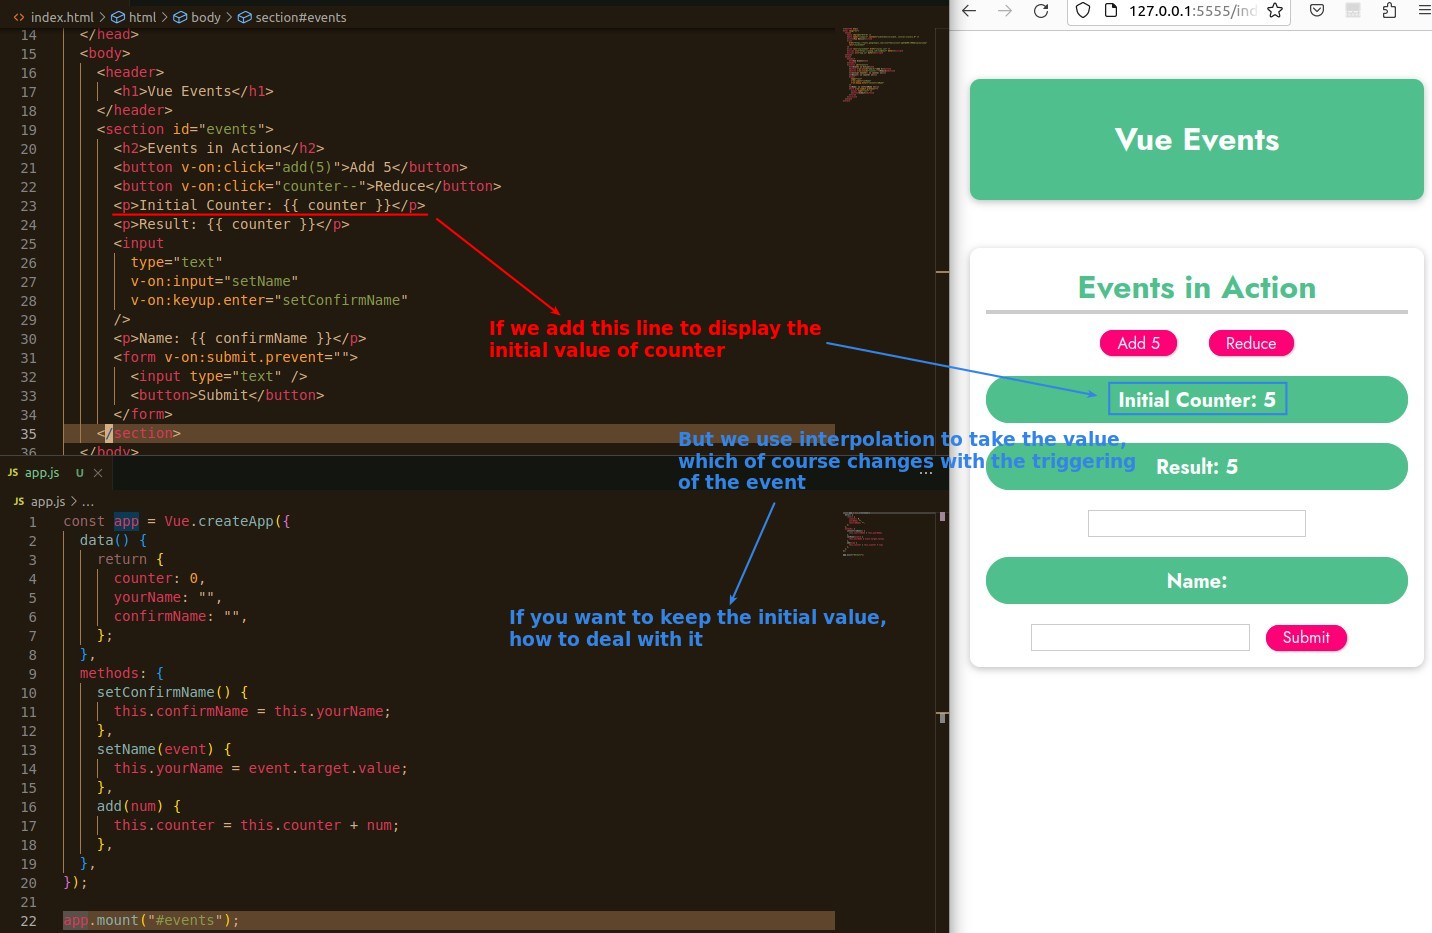 index.html > html > body > section#events
14 </head>
15 <body>
16 <header>
17 <h1>Vue Events</h1>
18 </header>
19 <section id="events">
20 <h2>Events in Action</h2>
21 <button v-on:click="add(5)">Add 5</button>
22 <button v-on:click="counter--">Reduce</button>
23 <p>Initial Counter: {{ counter }}</p>
24 <p>Result: {{ counter }}</p>
25 <input
26 type="text"
27 v-on:input="setName"
28 v-on:keyup.enter="setConfirmName"
29 />
30 <p>Name: {{ confirmName }}</p>
31 <form v-on:submit.prevent="">
32 <input type="text" />
33 <button>Submit</button>
34 </form>
35 </section>
36 </body>
If we add this line to display the
initial value of counter
But we use interpolation to take the value,
which of course changes with the triggering
of the event
JS app.js U
JS app.js > ...
1 const app = Vue.createApp({
2 data() {
3 return {
4 counter: 0,
5 yourName: "",
6 confirmName: "",
7 };
8 },
9 methods: {
10 setConfirmName() {
11 this.confirmName = this.yourName;
12 },
13 setName(event) {
14 this.yourName = event.target.value;
15 },
16 add(num) {
17 this.counter = this.counter + num;
18 },
19 },
20 });
21
22 app.mount("#events");
If you want to keep the initial value,
how to deal with it
127.0.0.1:5555/ind
Vue Events
Events in Action
Add 5 Reduce
Initial Counter: 5
Result: 5
Name:
Submit